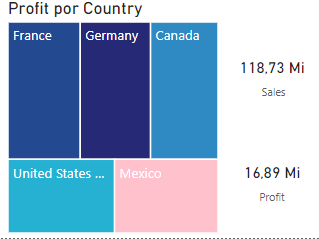 Profit por Country
France
Germany
Canada
118,73 Mi
Sales
United States ...
Mexico
16,89 Mi
Profit